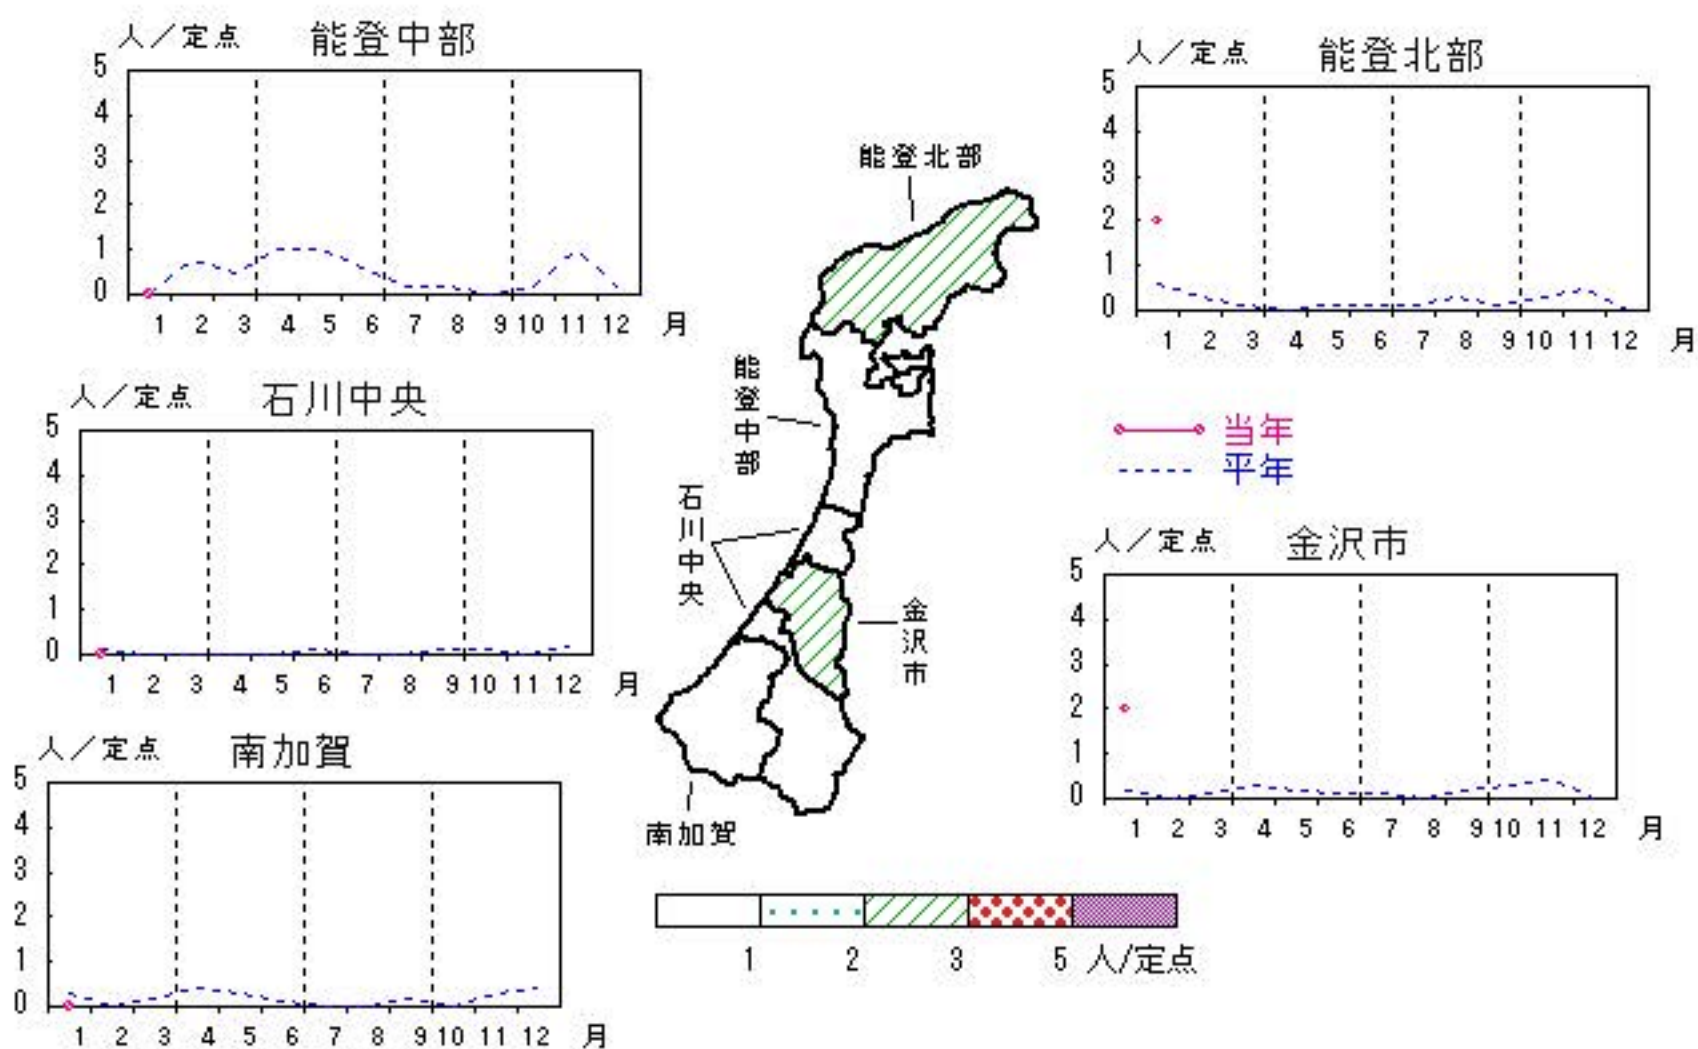 人/定点 能登中部
5
4
3
2
1
0
1 2 3 4 5 6 7 8 9 10 11 12 月
人/定点 能登北部
5
4
3
2
1
0
1 2 3 4 5 6 7 8 9 10 11 12 月
能登北部
能登中部
石川中央
金沢市
南加賀
人/定点 石川中央
5
4
3
2
1
0
1 2 3 4 5 6 7 8 9 10 11 12 月
当年
平年
人/定点 金沢市
5
4
3
2
1
0
1 2 3 4 5 6 7 8 9 10 11 12 月
人/定点 南加賀
5
4
3
2
1
0
1 2 3 4 5 6 7 8 9 10 11 12 月
1 2 3 5 人/定点